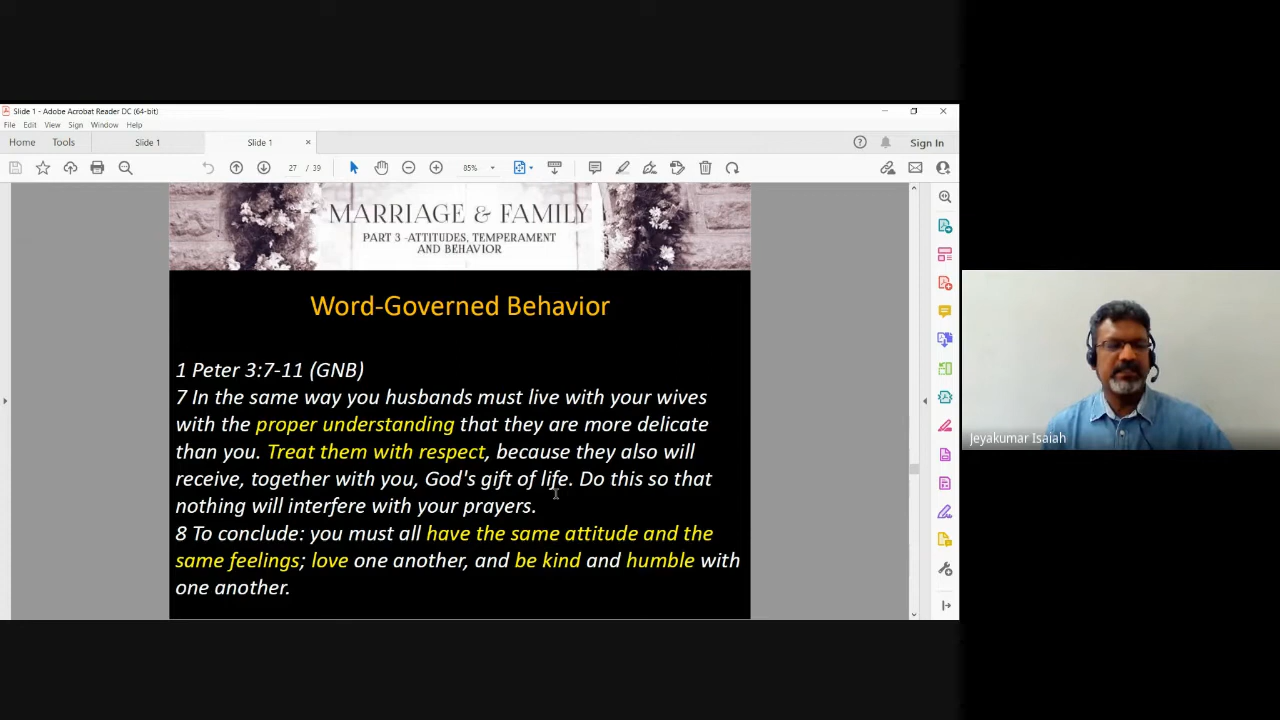 Slide 1 - Adobe Acrobat Reader DC (64-bit)
File Edit View Sign Window Help
Home Tools Slide 1 Slide 1 × Sign In
27 / 39 85%
MARRIAGE & FAMILY
PART 3 -ATTITUDES, TEMPERAMENT
AND BEHAVIOR
Word-Governed Behavior
1 Peter 3:7-11 (GNB)
7 In the same way you husbands must live with your wives
with the proper understanding that they are more delicate
than you. Treat them with respect, because they also will
receive, together with you, God's gift of life. Do this so that
nothing will interfere with your prayers.
8 To conclude: you must all have the same attitude and the
same feelings; love one another, and be kind and humble with
one another.
Jeyakumar Isaiah